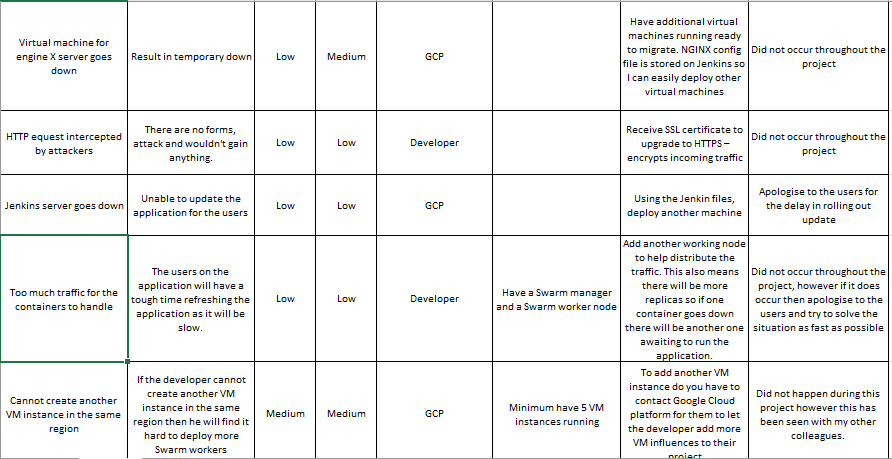 Virtual machine for
engine X server goes
down
Result in temporary down
Low
Medium
GCP
Have additional virtual
machines running ready
to migrate. NGINX config
file is stored on Jenkins so
I can easily deploy other
virtual machines
Did not occur throughout the
project
HTTP equest intercepted
by attackers
There are no forms,
attack and wouldn't gain
anything.
Low
Low
Developer
Receive SSL certificate to
upgrade to HTTPS –
encrypts incoming traffic
Did not occur throughout the
project
Jenkins server goes down
Unable to update the
application for the users
Low
Low
GCP
Using the Jenkin files,
deploy another machine
Apologise to the users for
the delay in rolling out
update
Too much traffic for the
containers to handle
The users on the
application will have a
tough time refreshing the
application as it will be
slow.
Low
Low
Developer
Have a Swarm manager
and a Swarm worker node
Add another working node
to help distribute the
traffic. This also means
there will be more
replicas so if one
container goes down
there will be another one
awaiting to run the
application.
Did not occur throughout the
project, however if it does
occur then apologise to the
users and try to solve the
situation as fast as possible
Cannot create another
VM instance in the same
region
If the developer cannot
create another VM
instance in the same
region then he will find it
hard to deploy more
Swarm workers
Medium
Medium
GCP
Minimum have 5 VM
instances running
To add another VM
instance do you have to
contact Google Cloud
platform for them to let
the developer add more
VM influences to their
project
Did not happen during this
project however this has
been seen with my other
colleagues.